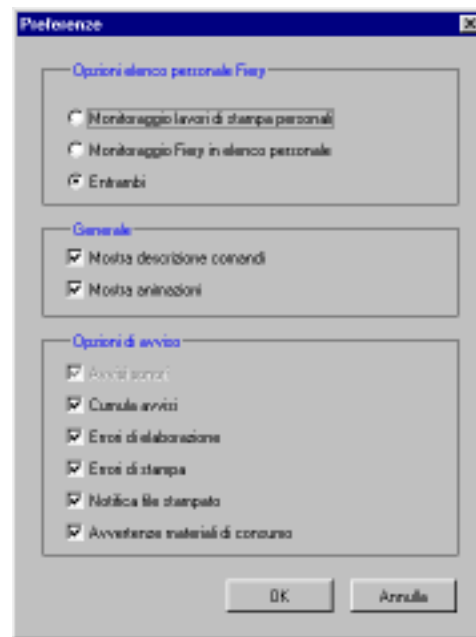 Preferenze
Opzioni elenco personale Fiery
Monitoraggio lavori di stampa personali
Monitoraggio Fiery in elenco personale
Entrambi
Generale
Mostra descrizione comandi
Mostra animazioni
Opzioni di avviso
Avvisi sonori
Cumula avvisi
Errori di elaborazione
Errori di stampa
Notifica file stampato
Avvertenze materiali di consumo
OK Annulla